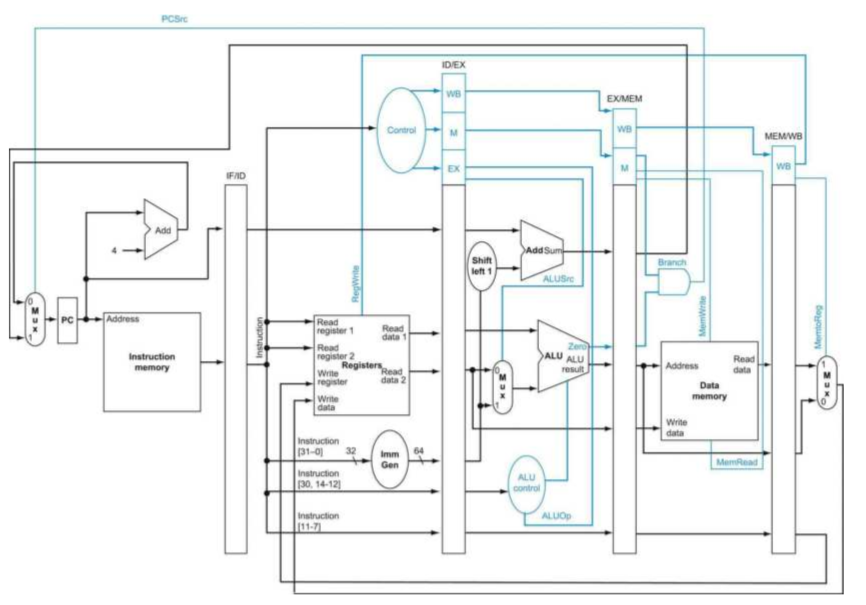 PCSrc
ID/EX
WB
EX/MEM
Control
M
WB
MEM/WB
EX
M
WB
IF/ID
Add
4
Add Sum
Shift
left 1
Branch
ALUSrc
RegWrite
MemWrite
MemtoReg
0
M
u
x
1
PC
Address
Instruction
memory
Instruction
Read
register 1
Read
register 2
Write
register
Write
data
Registers
Read
data 1
Read
data 2
0
M
u
x
1
ALU
Zero
ALU
result
Address
Read
data
Data
memory
Write
data
MemRead
1
M
u
x
0
Instruction
[31–0]
32
Imm
Gen
64
Instruction
[30, 14-12]
ALU
control
ALUOp
Instruction
[11-7]